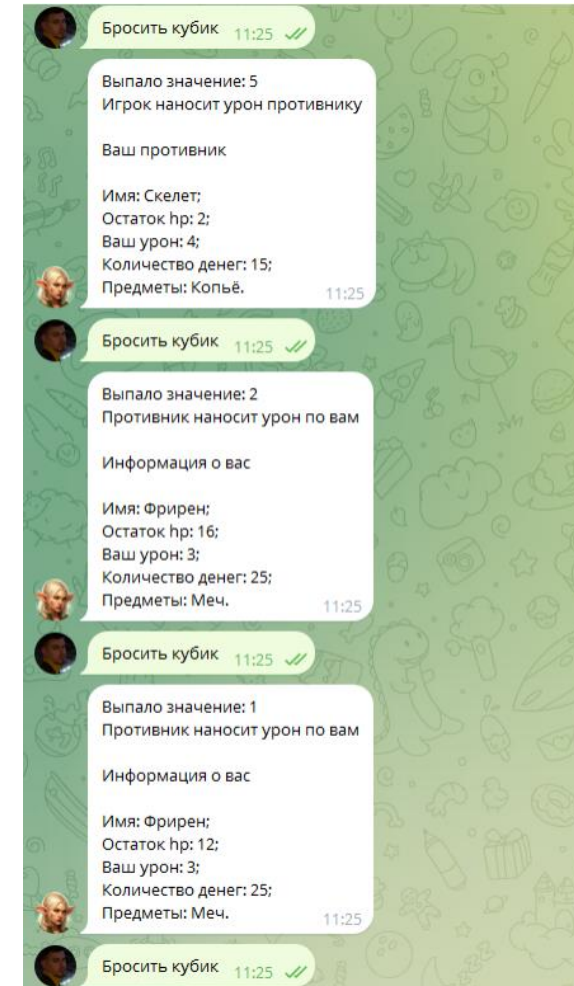 Бросить кубик 11:25
Выпало значение: 5
Игрок наносит урон противнику
Ваш противник
Имя: Скелет;
Остаток hp: 2;
Ваш урон: 4;
Количество денег: 15;
Предметы: Копьё. 11:25
Бросить кубик 11:25
Выпало значение: 2
Противник наносит урон по вам
Информация о вас
Имя: Фрирен;
Остаток hp: 16;
Ваш урон: 3;
Количество денег: 25;
Предметы: Меч. 11:25
Бросить кубик 11:25
Выпало значение: 1
Противник наносит урон по вам
Информация о вас
Имя: Фрирен;
Остаток hp: 12;
Ваш урон: 3;
Количество денег: 25;
Предметы: Меч. 11:25
Бросить кубик 11:25